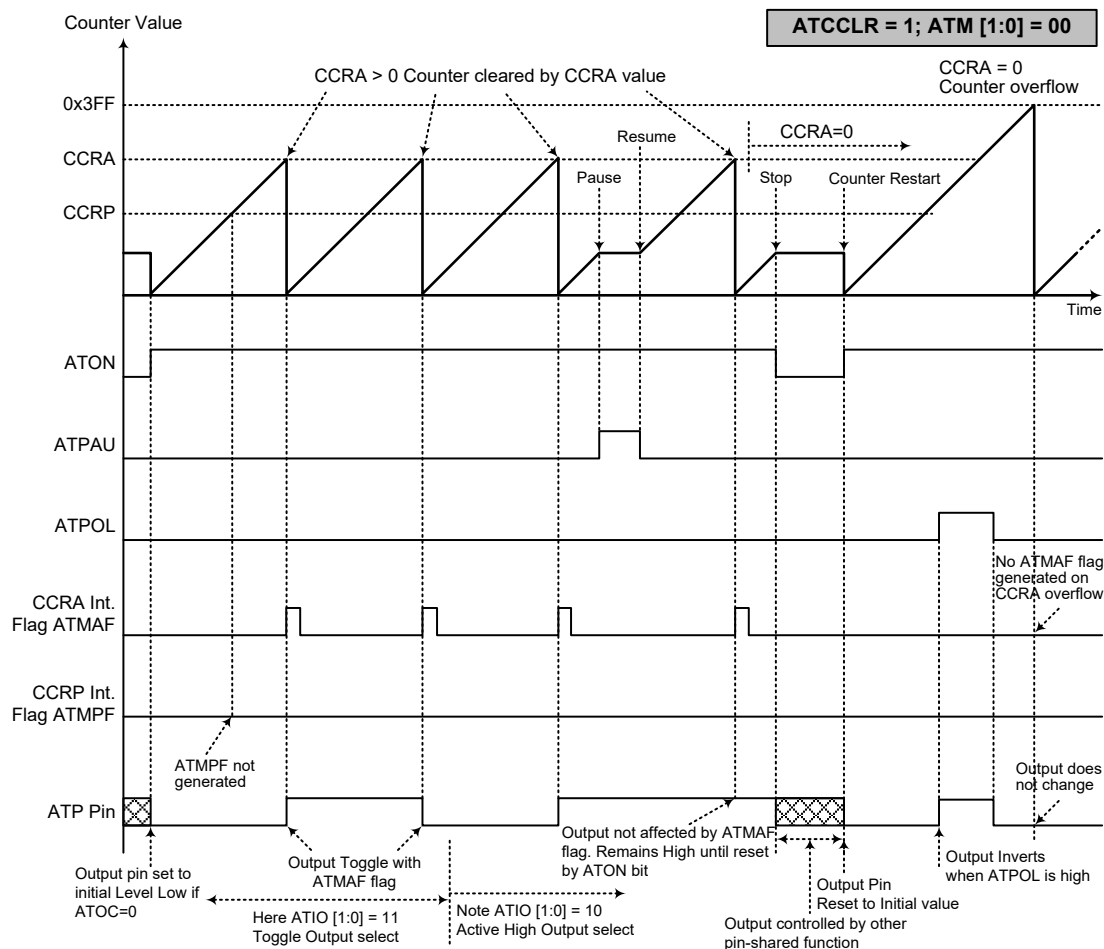 Counter Value
ATCCLR = 1; ATM [1:0] = 00
CCRA > 0 Counter cleared by CCRA value
CCRA = 0
Counter overflow
0x3FF
Resume
CCRA=0
CCRA
Pause
Stop
Counter Restart
CCRP
Time
ATON
ATPAU
ATPOL
No ATMAF flag
generated on
CCRA overflow
CCRA Int.
Flag ATMAF
CCRP Int.
Flag ATMPF
ATMPF not
generated
Output does
not change
ATP Pin
Output pin set to
initial Level Low if
ATOC=0
Output Toggle with
ATMAF flag
Output not affected by ATMAF
flag. Remains High until reset
by ATON bit
Output Inverts
when ATPOL is high
Output Pin
Reset to Initial value
Here ATIO [1:0] = 11
Toggle Output select
Note ATIO [1:0] = 10
Active High Output select
Output controlled by other
pin-shared function